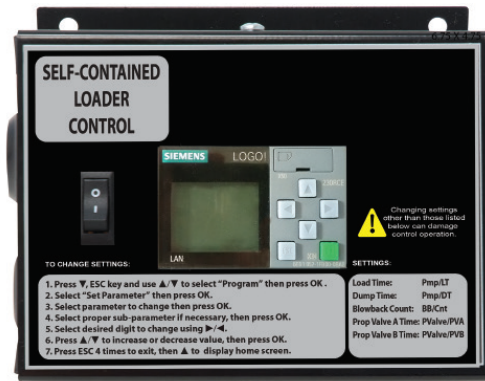 SELF-CONTAINED
LOADER
CONTROL
SIEMENS
LOGO!
ESC
OK
LAN
O
I
Changing settings
other than those listed
below can damage
control operation.
TO CHANGE SETTINGS:
1. Press ▼, ESC key and use ▲/▼ to select “Program” then press OK .
2. Select “Set Parameter” then press OK.
3. Select parameter to change then press OK.
4. Select proper sub-parameter if necessary, then press OK.
5. Select desired digit to change using ▶/◀.
6. Press ▲/▼ to increase or decrease value, then press OK.
7. Press ESC 4 times to exit, then ▲ to display home screen.
SETTINGS:
Load Time: Pmp/LT
Dump Time: Pmp/DT
Blowback Count: BB/Cnt
Prop Valve A Time: PValve/PVA
Prop Valve B Time: PValve/PVB